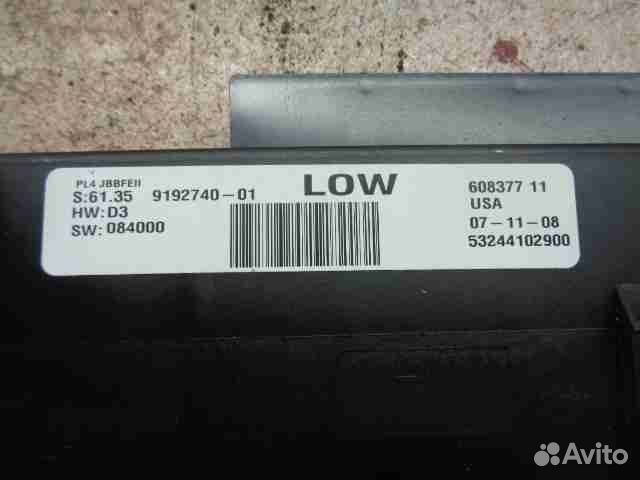 PL4 JBBFEII
S:61.35 9192740-01
HW:D3
SW: 084000
LOW
608377 11
USA
07-11-08
53244102900
Avito